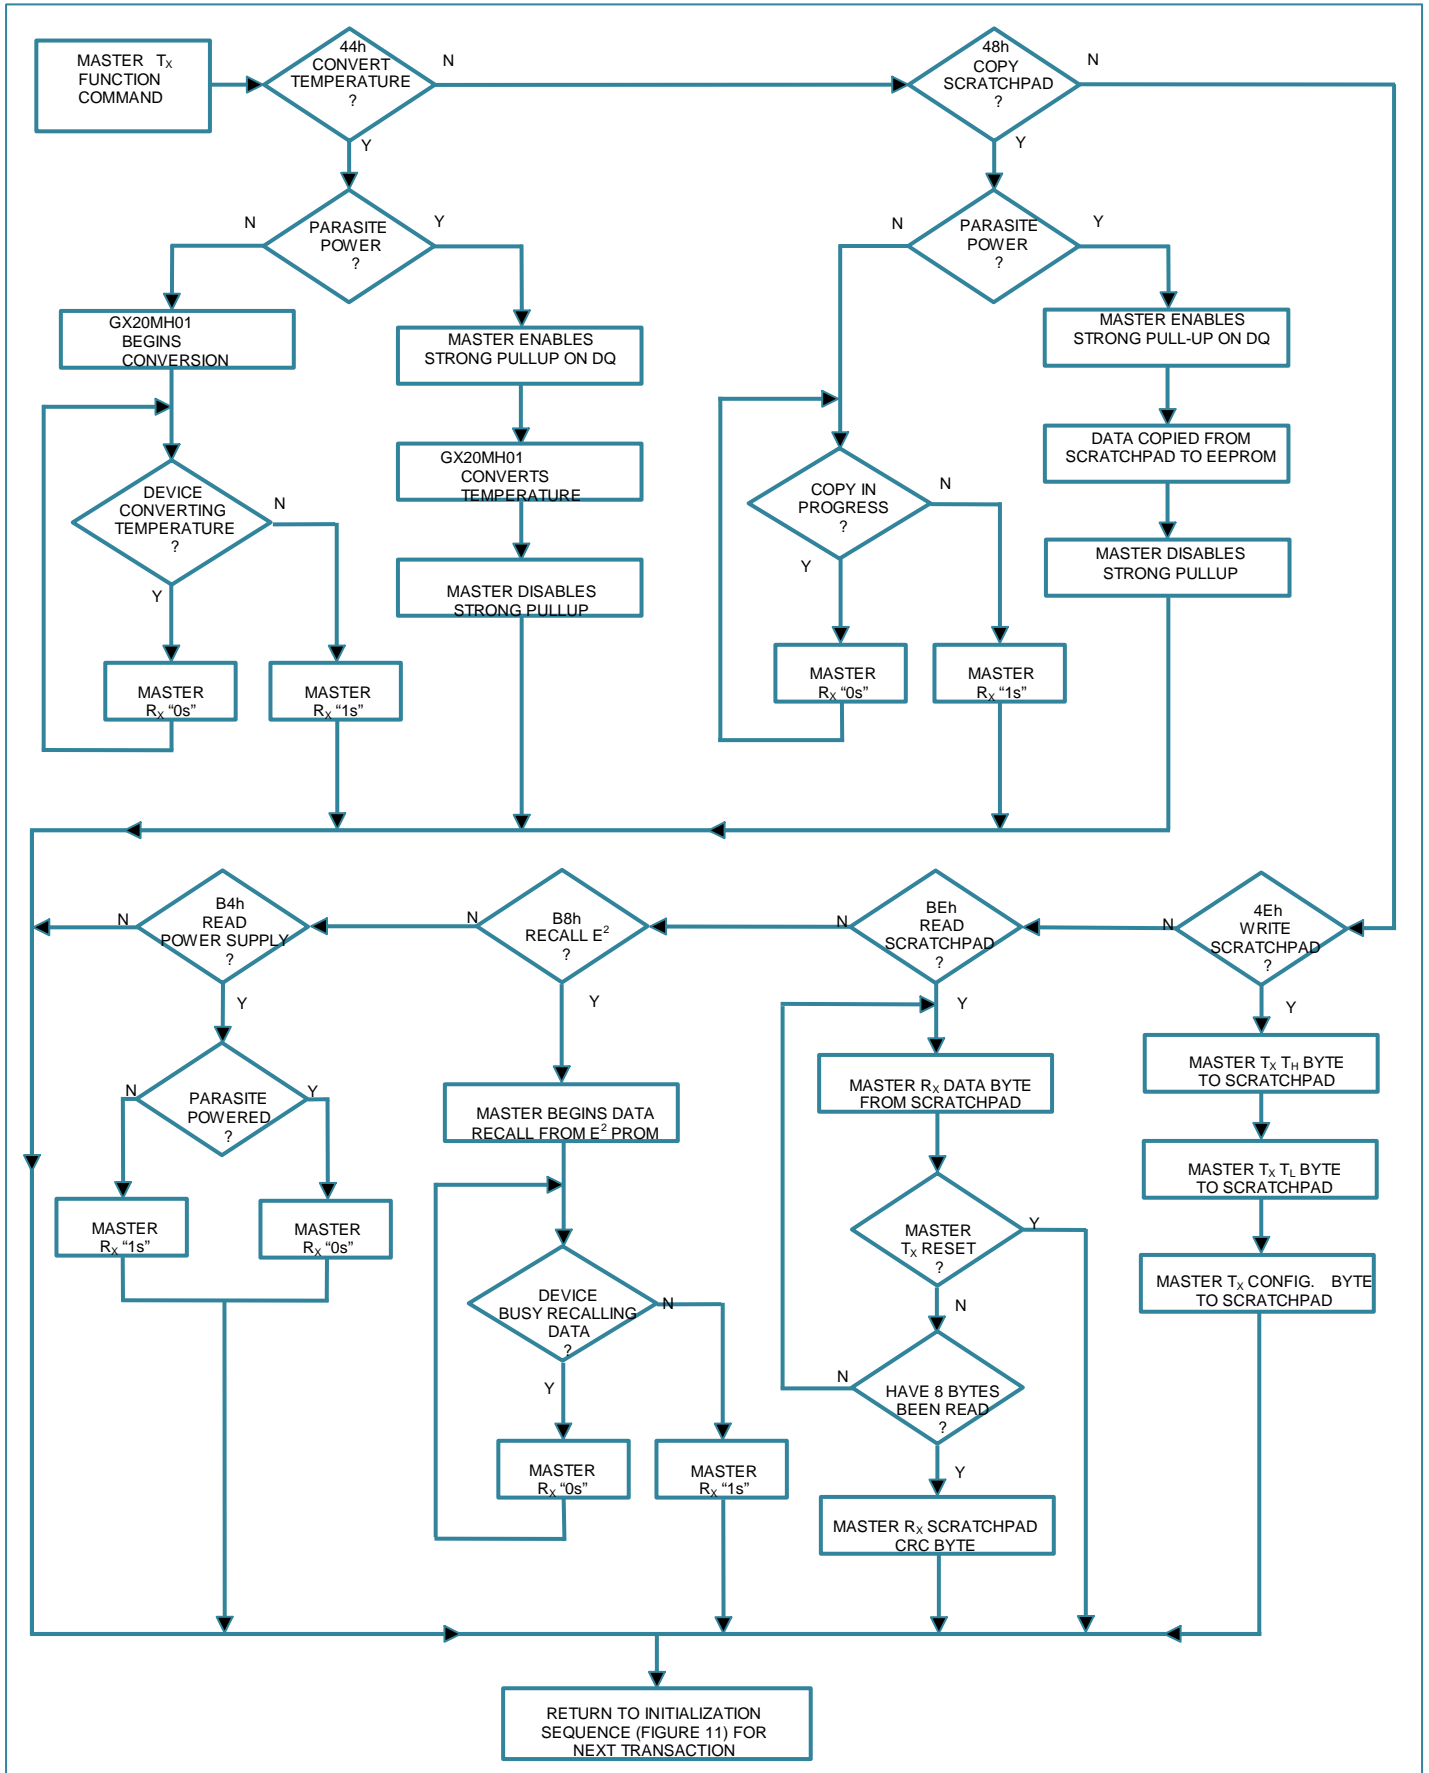 MASTER TX
FUNCTION
COMMAND
44h
CONVERT
TEMPERATURE
?
N
Y
48h
COPY
SCRATCHPAD
?
N
Y
N
PARASITE
POWER
?
Y
N
PARASITE
POWER
?
Y
GX20MH01
BEGINS
CONVERSION
MASTER ENABLES
STRONG PULLUP ON DQ
MASTER ENABLES
STRONG PULL-UP ON DQ
GX20MH01
CONVERTS
TEMPERATURE
DATA COPIED FROM
SCRATCHPAD TO EEPROM
DEVICE
CONVERTING
TEMPERATURE
?
N
Y
COPY IN
PROGRESS
?
N
Y
MASTER DISABLES
STRONG PULLUP
MASTER DISABLES
STRONG PULLUP
MASTER
RX “0s”
MASTER
RX “1s”
MASTER
RX “0s”
MASTER
RX “1s”
N
B4h
READ
POWER SUPPLY
?
Y
N
B8h
RECALL E²
?
Y
N
BEh
READ
SCRATCHPAD
?
Y
N
4Eh
WRITE
SCRATCHPAD
?
Y
N
PARASITE
POWERED
?
Y
MASTER BEGINS DATA
RECALL FROM E² PROM
MASTER RX DATA BYTE
FROM SCRATCHPAD
MASTER TX TH BYTE
TO SCRATCHPAD
MASTER
RX “1s”
MASTER
RX “0s”
MASTER
TX RESET
?
Y
N
MASTER TX TL BYTE
TO SCRATCHPAD
DEVICE
BUSY RECALLING
DATA
?
N
Y
MASTER TX CONFIG. BYTE
TO SCRATCHPAD
N
HAVE 8 BYTES
BEEN READ
?
Y
MASTER
RX “0s”
MASTER
RX “1s”
MASTER RX SCRATCHPAD
CRC BYTE
RETURN TO INITIALIZATION
SEQUENCE (FIGURE 11) FOR
NEXT TRANSACTION